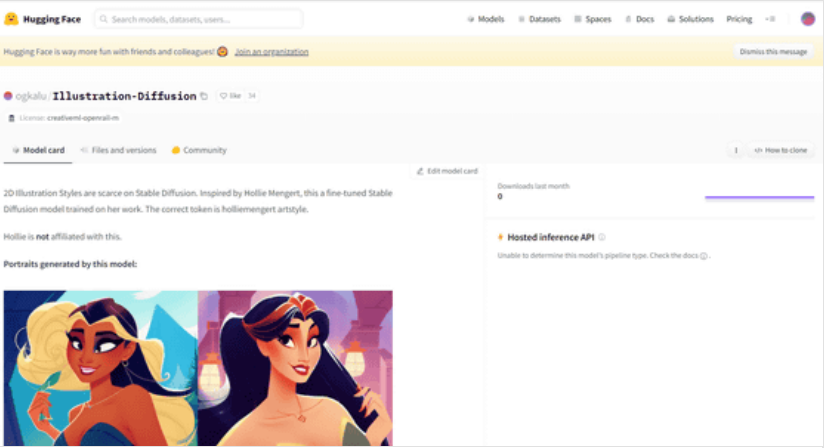 Hugging Face
Search models, datasets, users...
Models
Datasets
Spaces
Docs
Solutions
Pricing
Hugging Face is way more fun with friends and colleagues! 🤗 Join an organization
Dismiss this message
ogkalu/Illustration-Diffusion
like
License: creativeml-openrail-m
Model card
Files and versions
Community
How to clone
Edit model card
2D Illustration Styles are scarce on Stable Diffusion. Inspired by Hollie Mengert, this a fine-tuned Stable
Diffusion model trained on her work. The correct token is holliemengert artstyle.
Hollie is not affiliated with this.
Portraits generated by this model:
Downloads last month
0
Hosted inference API
Unable to determine this model's pipeline type. Check the docs